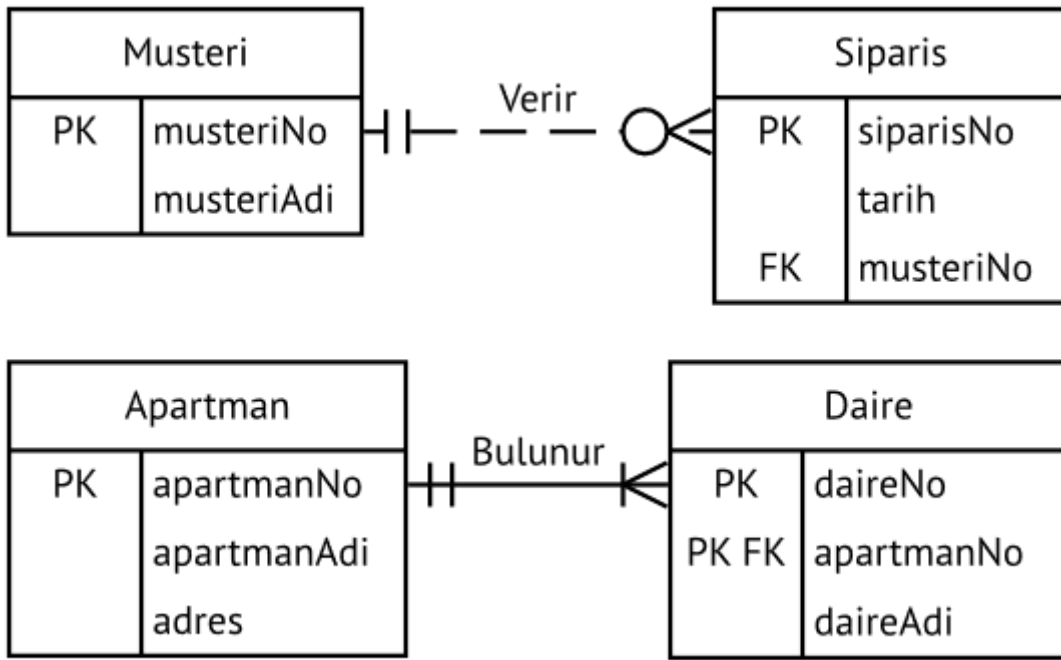 Musteri
PK musteriNo
musteriAdi
Verir
Siparis
PK siparisNo
tarih
FK musteriNo
Apartman
PK apartmanNo
apartmanAdi
adres
Bulunur
Daire
PK daireNo
PK FK apartmanNo
daireAdi